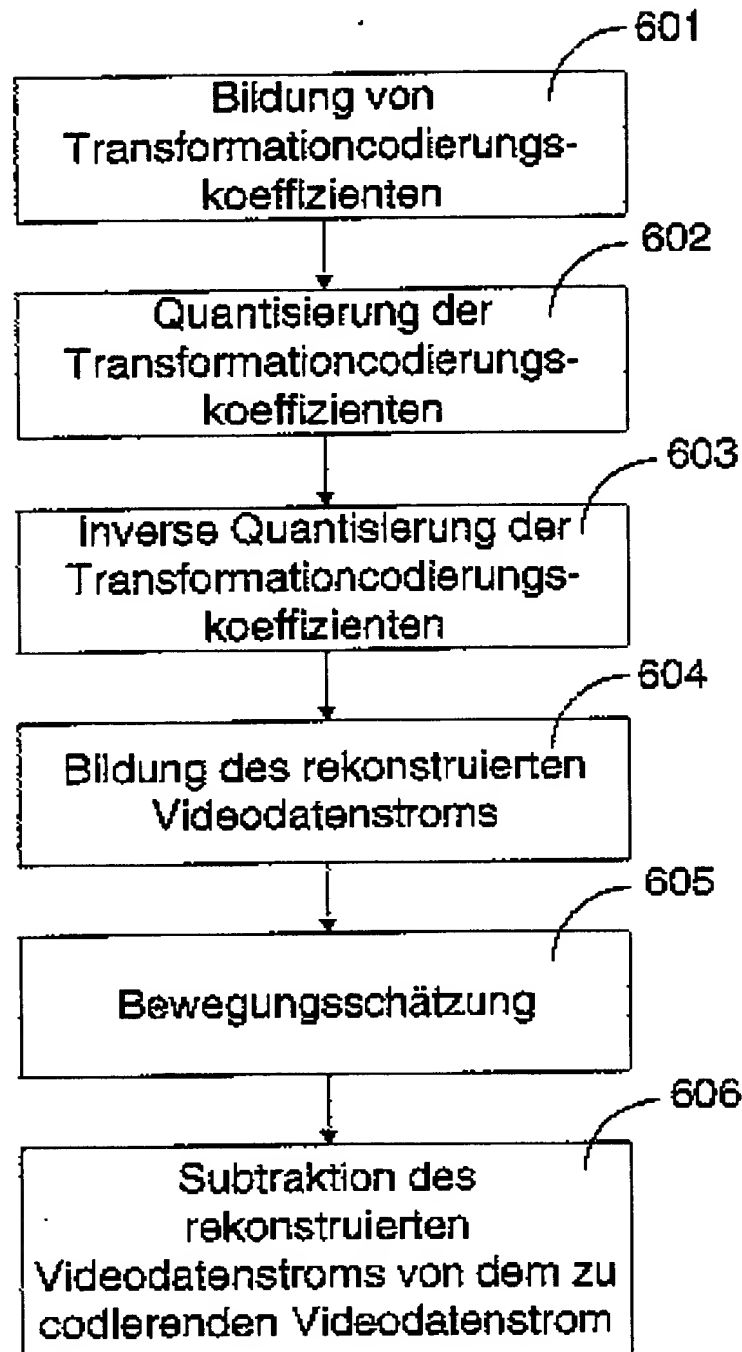 601
Bildung von
Transformationcodierungs-
koeffizienten
602
Quantisierung der
Transformationcodierungs-
koeffizienten
603
Inverse Quantisierung der
Transformationcodierungs-
koeffizienten
604
Bildung des rekonstruierten
Videodatenstroms
605
Bewegungsschätzung
606
Subtraktion des
rekonstruierten
Videodatenstroms von dem zu
codierenden Videodatenstrom